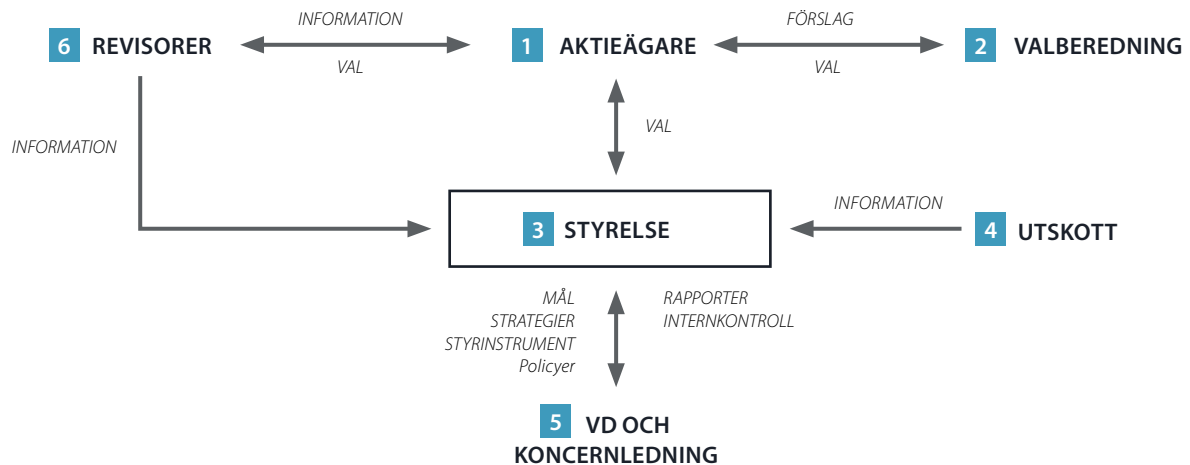 INFORMATION
FÖRSLAG
6 REVISORER
1 AKTIEÄGARE
2 VALBEREDNING
VAL
VAL
VAL
INFORMATION
INFORMATION
3 STYRELSE
4 UTSKOTT
MÅL
STRATEGIER
STYRINSTRUMENT
Policyer
RAPPORTER
INTERNKONTROLL
5 VD OCH
KONCERNLEDNING